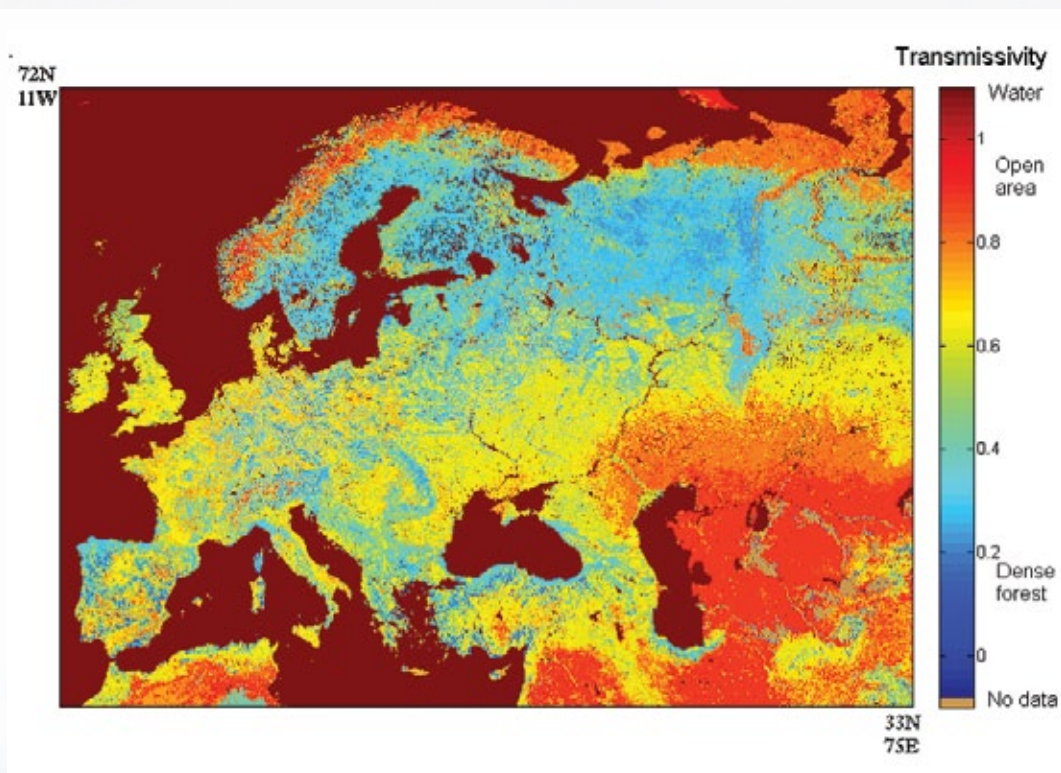 Transmissivity
72N
11W
Water
1
Open
area
0.8
0.6
0.4
0.2
Dense
forest
0
No data
33N
75E